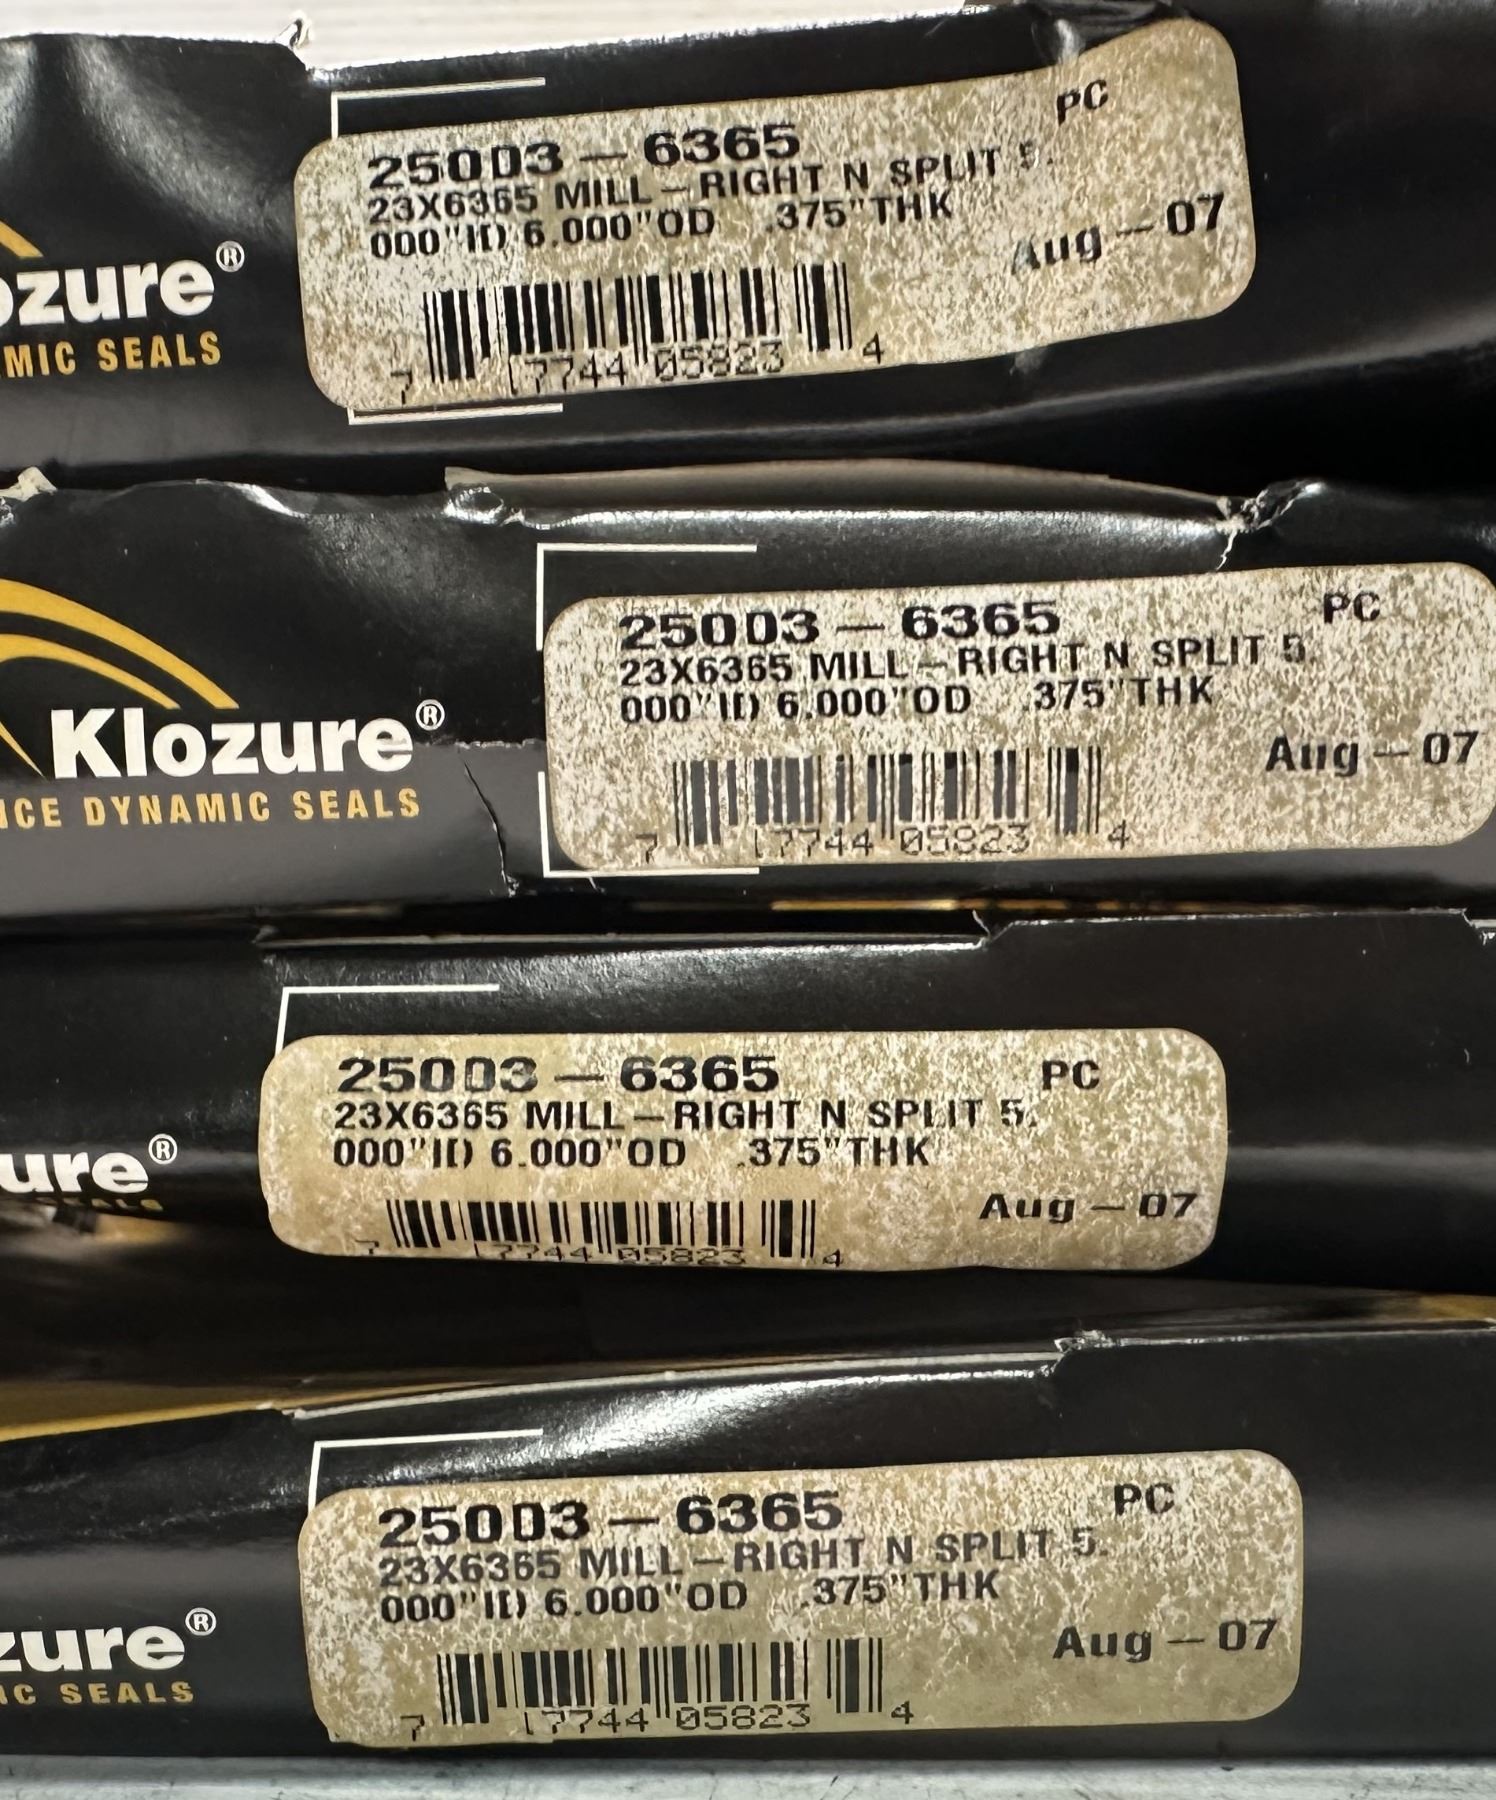 25003-6365 PC
23X6365 MILL-RIGHT N SPLIT 5.
000"ID 6.000"OD .375"THK
Aug-07
7 17744 05823 4
ozure®
MIC SEALS
25003-6365 PC
23X6365 MILL-RIGHT N SPLIT 5.
000"ID 6.000"OD .375"THK
Aug-07
7 17744 05823 4
Klozure®
NCE DYNAMIC SEALS
25003-6365 PC
23X6365 MILL-RIGHT N SPLIT 5.
000"ID 6.000"OD .375"THK
Aug-07
7 17744 05823 4
ure®
SEALS
25003-6365 PC
23X6365 MILL-RIGHT N SPLIT 5.
000"ID 6.000"OD .375"THK
Aug-07
7 17744 05823 4
zure®
IC SEALS